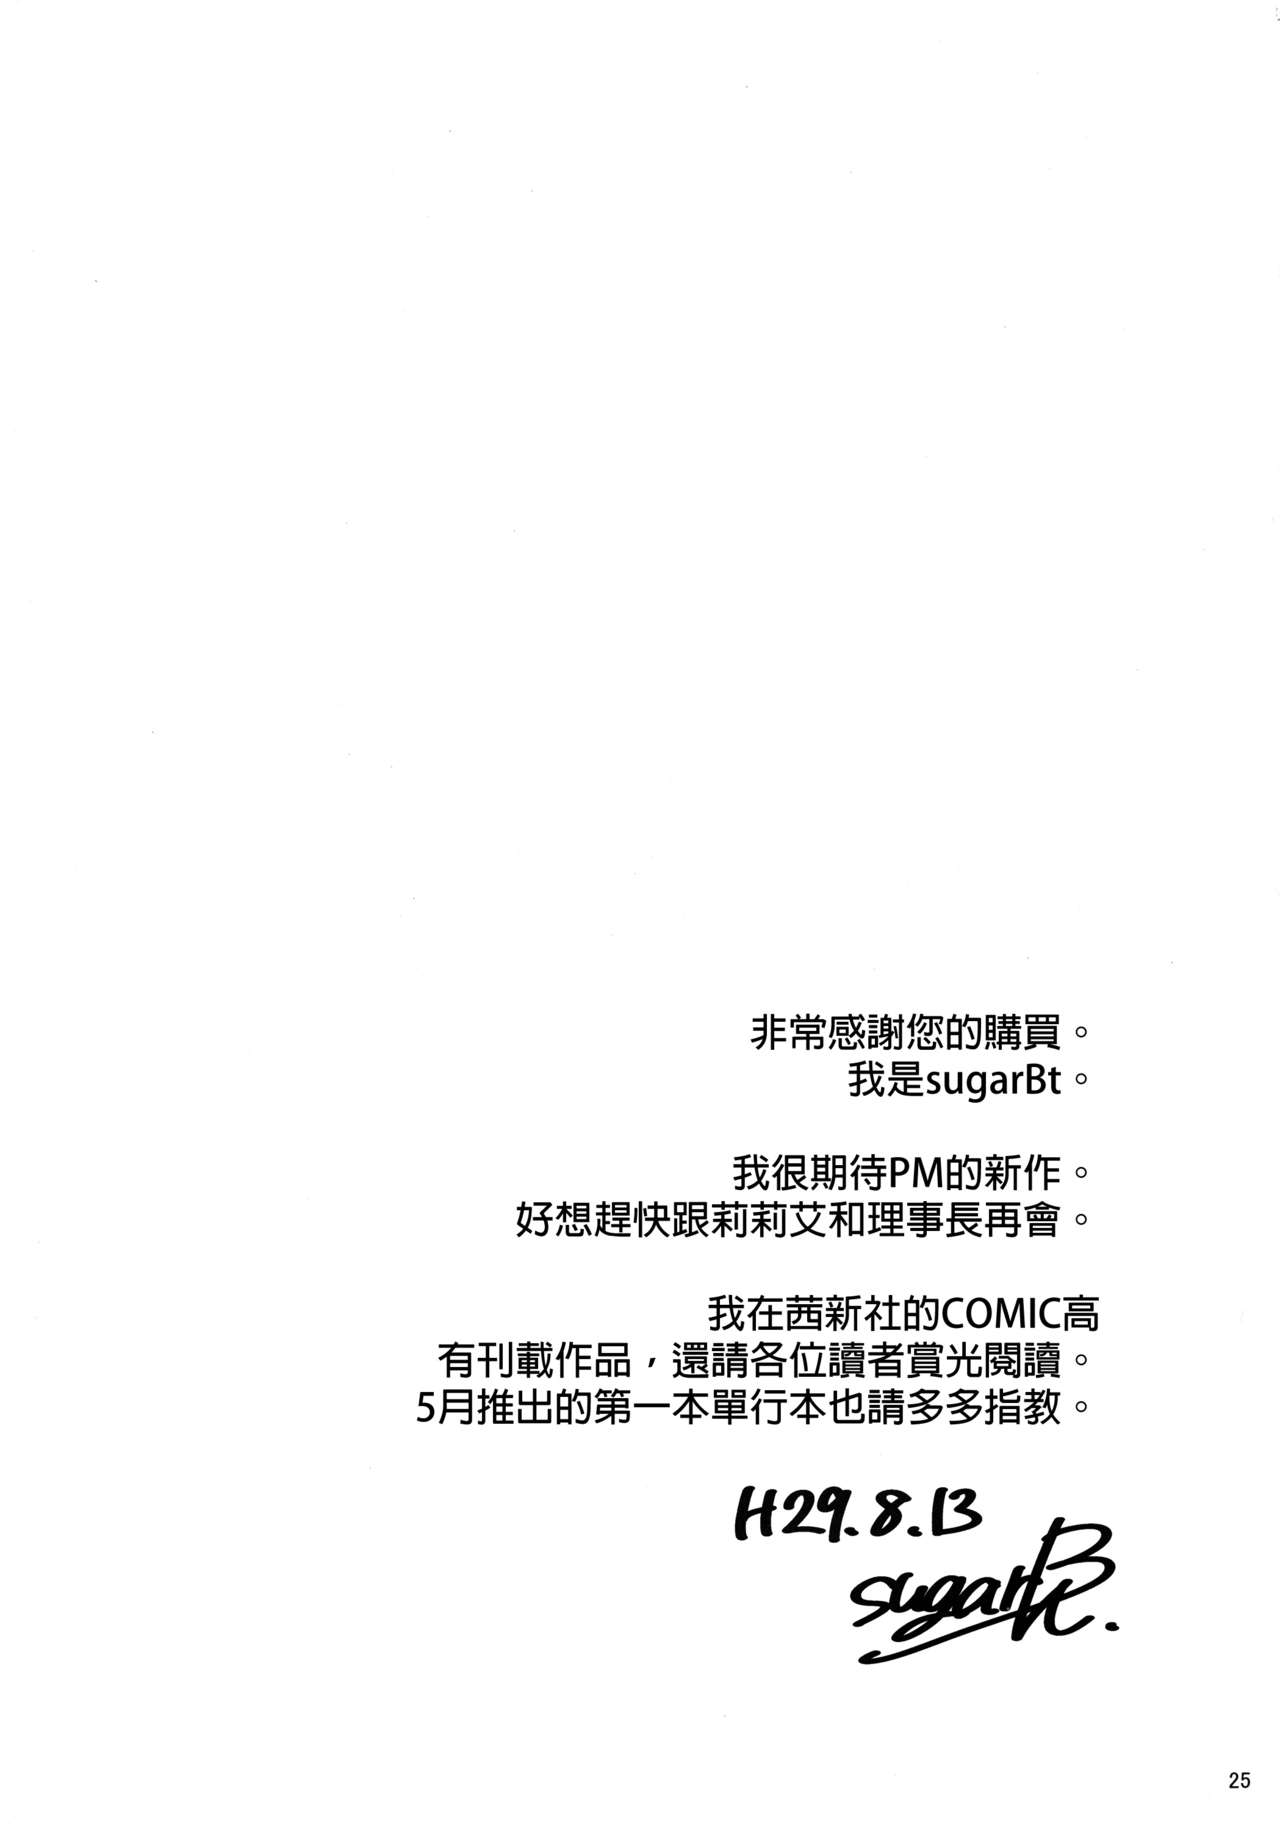 非常感謝您的購買。
我是sugarBt。
我很期待PM的新作。
好想趕快跟莉莉艾和理事長再會。
我在茜新社的COMIC高
有刊載作品，還請各位讀者賞光閱讀。
5月推出的第一本單行本也請多多指教。
H29.8.13
sugarBt.
25